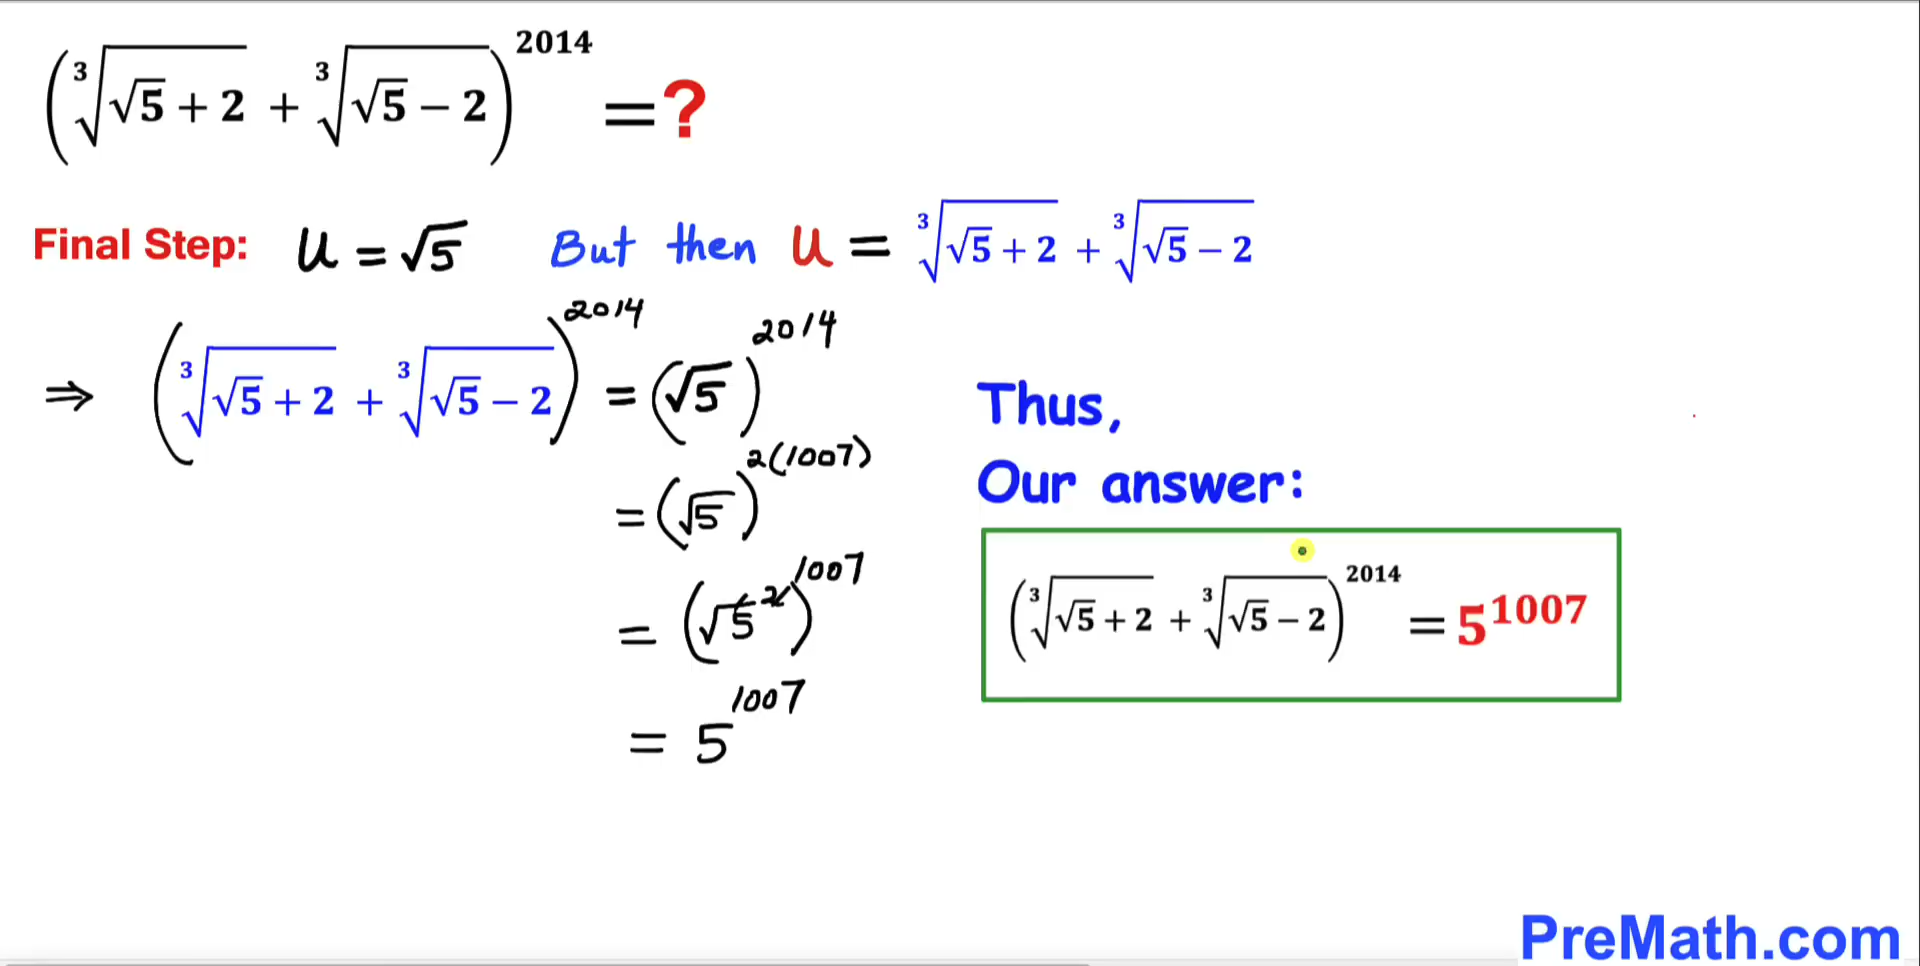 (∛(√5 + 2) + ∛(√5 − 2))^2014 = ?
Final Step: u = √5 But then u = ∛(√5 + 2) + ∛(√5 − 2)
⇒ (∛(√5 + 2) + ∛(√5 − 2))^2014 = (√5)^2014
= (√5)^2(1007)
= (√5^2)^1007
= 5^1007
Thus,
Our answer:
(∛(√5 + 2) + ∛(√5 − 2))^2014 = 5^1007
PreMath.com